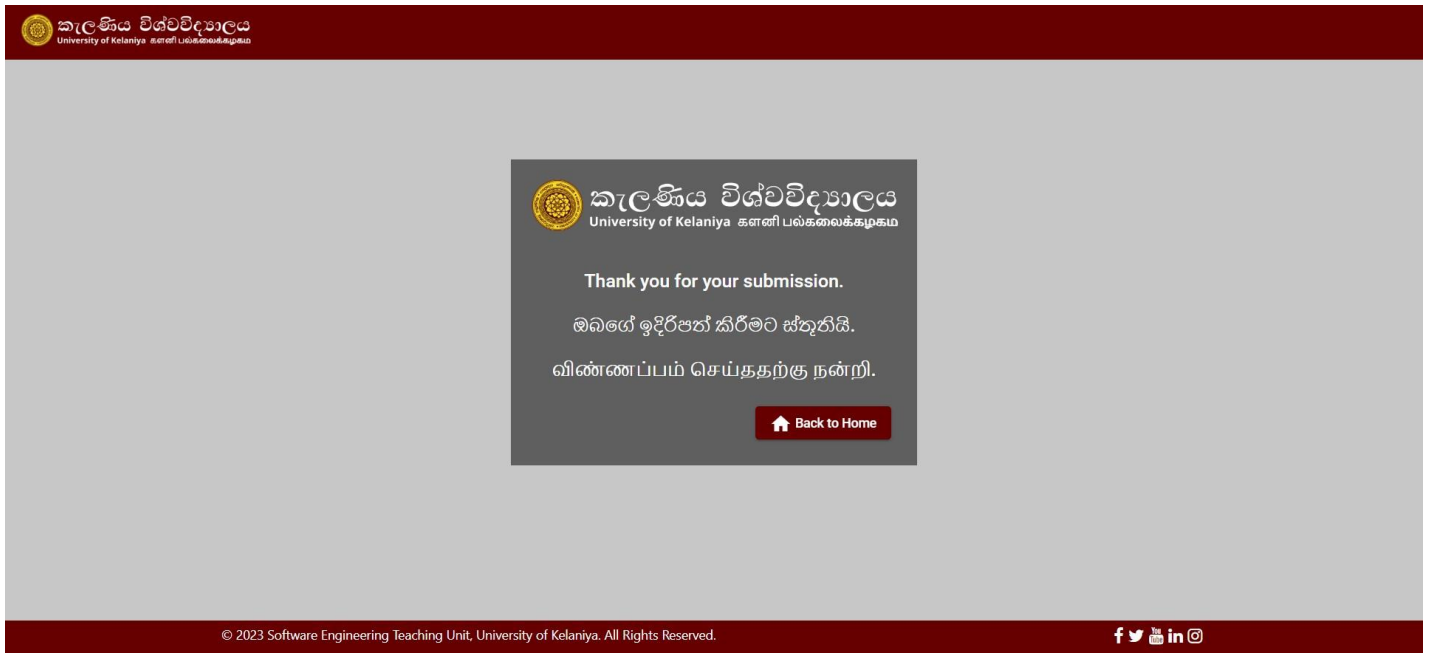 කැලණිය විශ්වවිද්‍යාලය
University of Kelaniya களனி பல்கலைக்கழகம்
කැලණිය විශ්වවිද්‍යාලය
University of Kelaniya களனி பல்கலைக்கழகம்
Thank you for your submission.
ඔබගේ ඉදිරිපත් කිරීමට ස්තූතියි.
விண்ணப்பம் செய்ததற்கு நன்றி.
Back to Home
© 2023 Software Engineering Teaching Unit, University of Kelaniya. All Rights Reserved.
You Tube